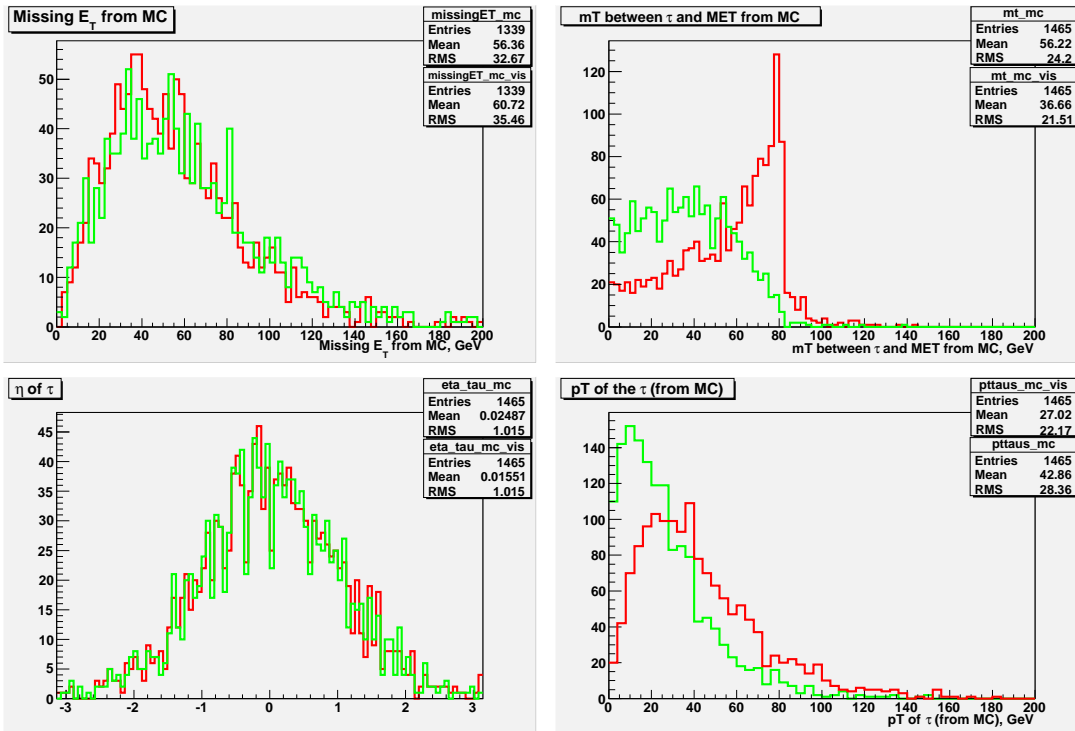 Missing E_T from MC
missingET_mc
Entries 1339
Mean 56.36
RMS 32.67
missingET_mc_vis
Entries 1339
Mean 60.72
RMS 35.46
50
40
30
20
10
0
0 20 40 60 80 100 120 140 160 180 200
Missing E_T from MC, GeV
mT between τ and MET from MC
mt_mc
Entries 1465
Mean 56.22
RMS 24.2
mt_mc_vis
Entries 1465
Mean 36.66
RMS 21.51
120
100
80
60
40
20
0
0 20 40 60 80 100 120 140 160 180 200
mT between τ and MET from MC, GeV
η of τ
eta_tau_mc
Entries 1465
Mean 0.02487
RMS 1.015
eta_tau_mc_vis
Entries 1465
Mean 0.01551
RMS 1.015
45
40
35
30
25
20
15
10
5
0
-3 -2 -1 0 1 2 3
pT of the τ (from MC)
pttaus_mc_vis
Entries 1465
Mean 27.02
RMS 22.17
pttaus_mc
Entries 1465
Mean 42.86
RMS 28.36
140
120
100
80
60
40
20
0
0 20 40 60 80 100 120 140 160 180 200
pT of τ (from MC), GeV